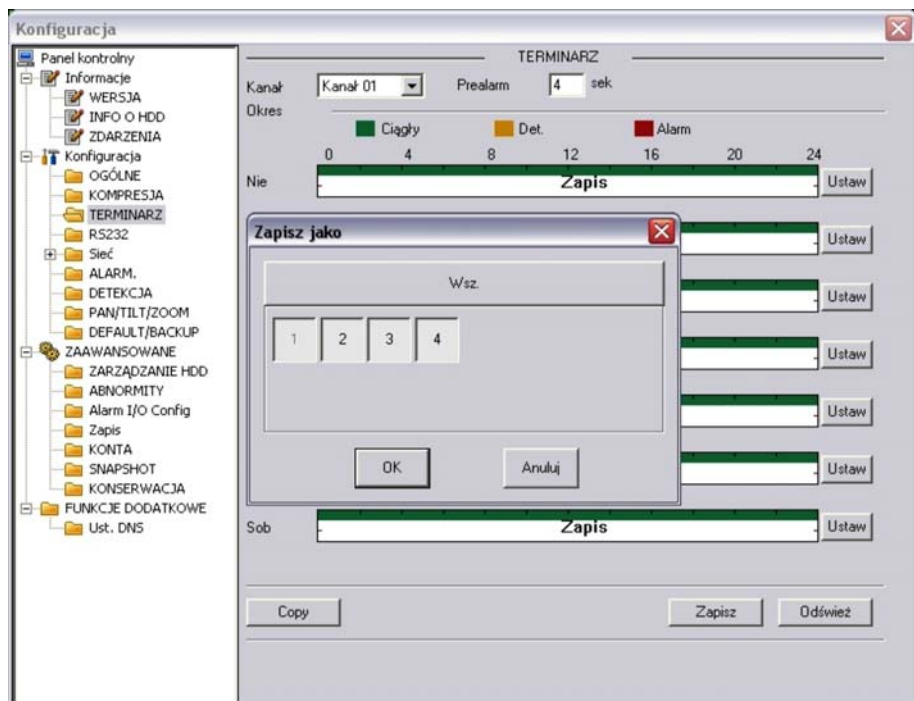 Konfiguracja
Panel kontrolny
Informacje
WERSJA
INFO O HDD
ZDARZENIA
Konfiguracja
OGÓLNE
KOMPRESJA
TERMINARZ
RS232
Sieć
ALARM.
DETEKCJA
PAN/TILT/ZOOM
DEFAULT/BACKUP
ZAAWANSOWANE
ZARZĄDZANIE HDD
ABNORMITY
Alarm I/O Config
Zapis
KONTA
SNAPSHOT
KONSERWACJA
FUNKCJE DODATKOWE
Ust. DNS
TERMINARZ
Kanał Kanał 01 Prealarm 4 sek
Okres
Ciągły Det. Alarm
0 4 8 12 16 20 24
Nie Zapis Ustaw
Ustaw
Ustaw
Ustaw
Ustaw
Ustaw
Sob Zapis Ustaw
Zapisz jako
Wsz.
1 2 3 4
OK Anuluj
Copy Zapisz Odśwież